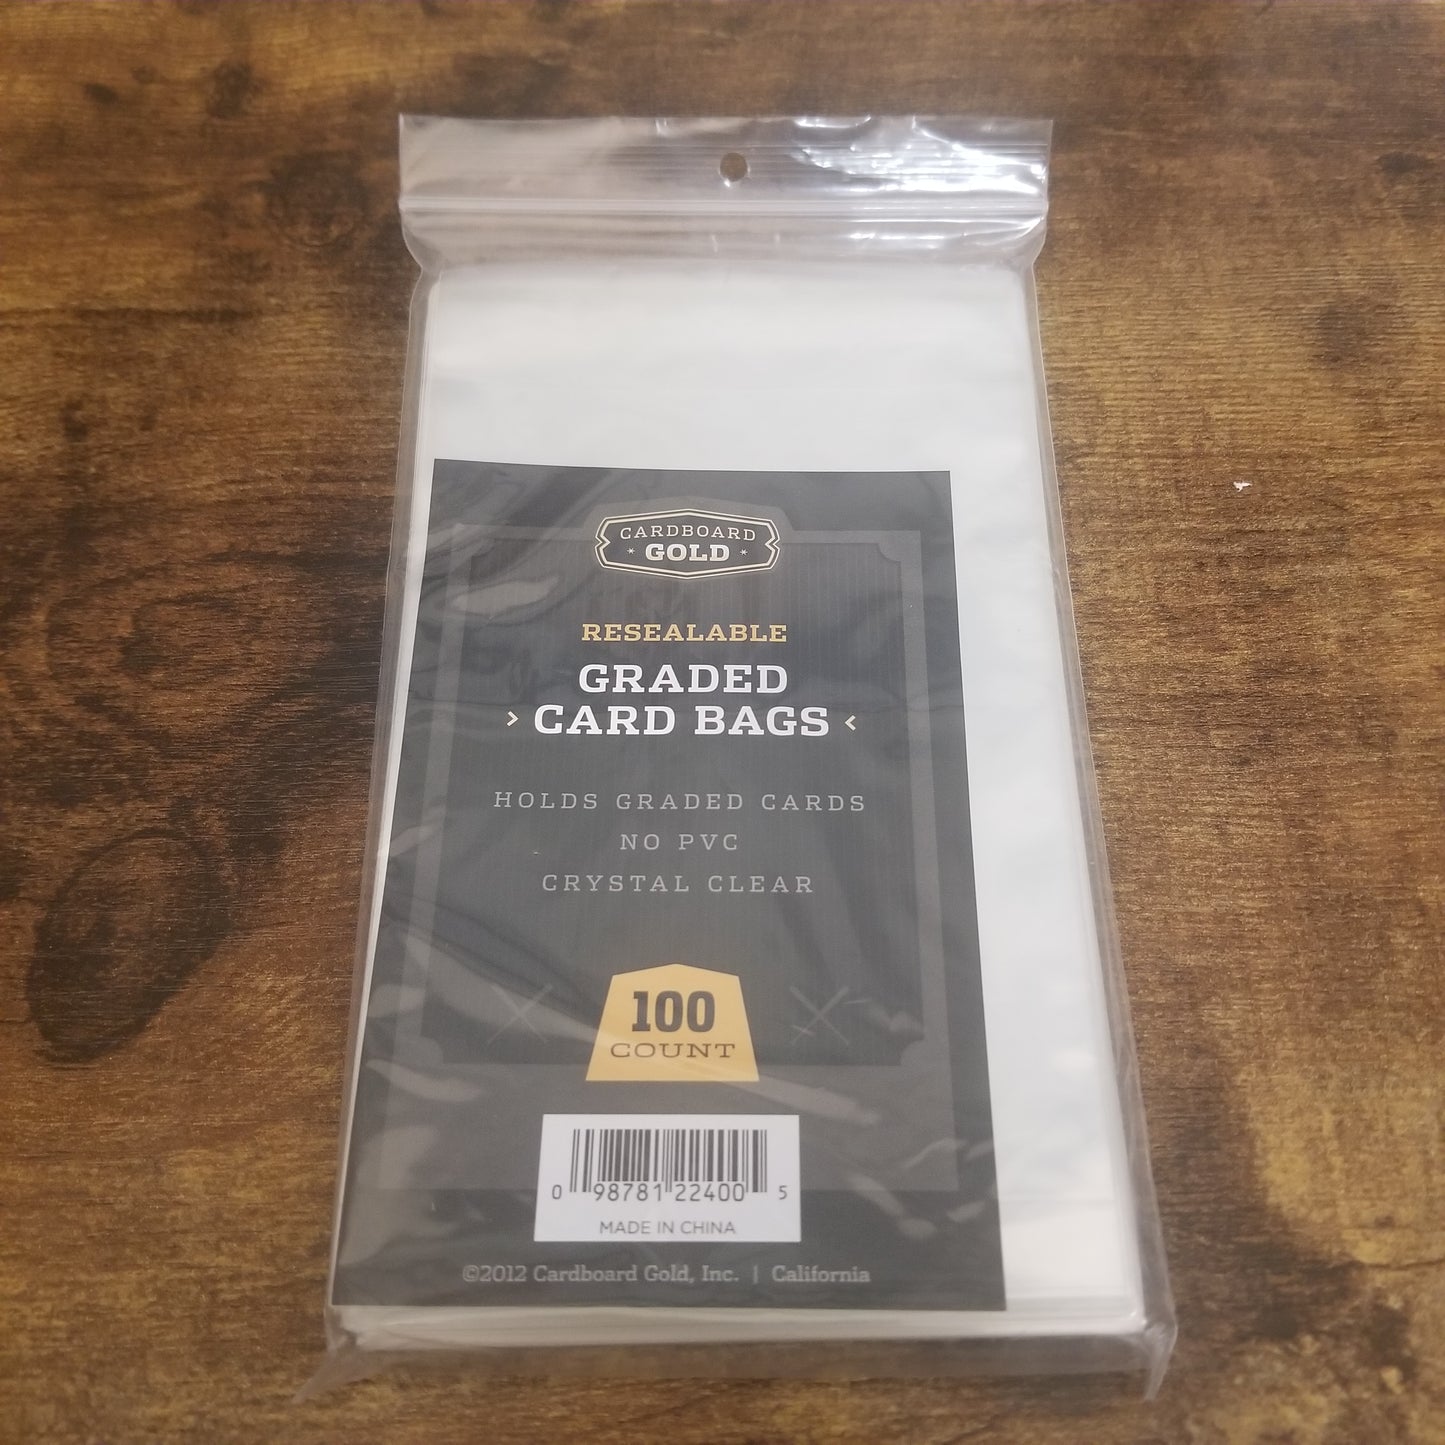 CARDBOARD
* GOLD *
RESEALABLE
GRADED
› CARD BAGS ‹
HOLDS GRADED CARDS
NO PVC
CRYSTAL CLEAR
100
COUNT
0 98781 22400 5
MADE IN CHINA
©2012 Cardboard Gold, Inc. | California